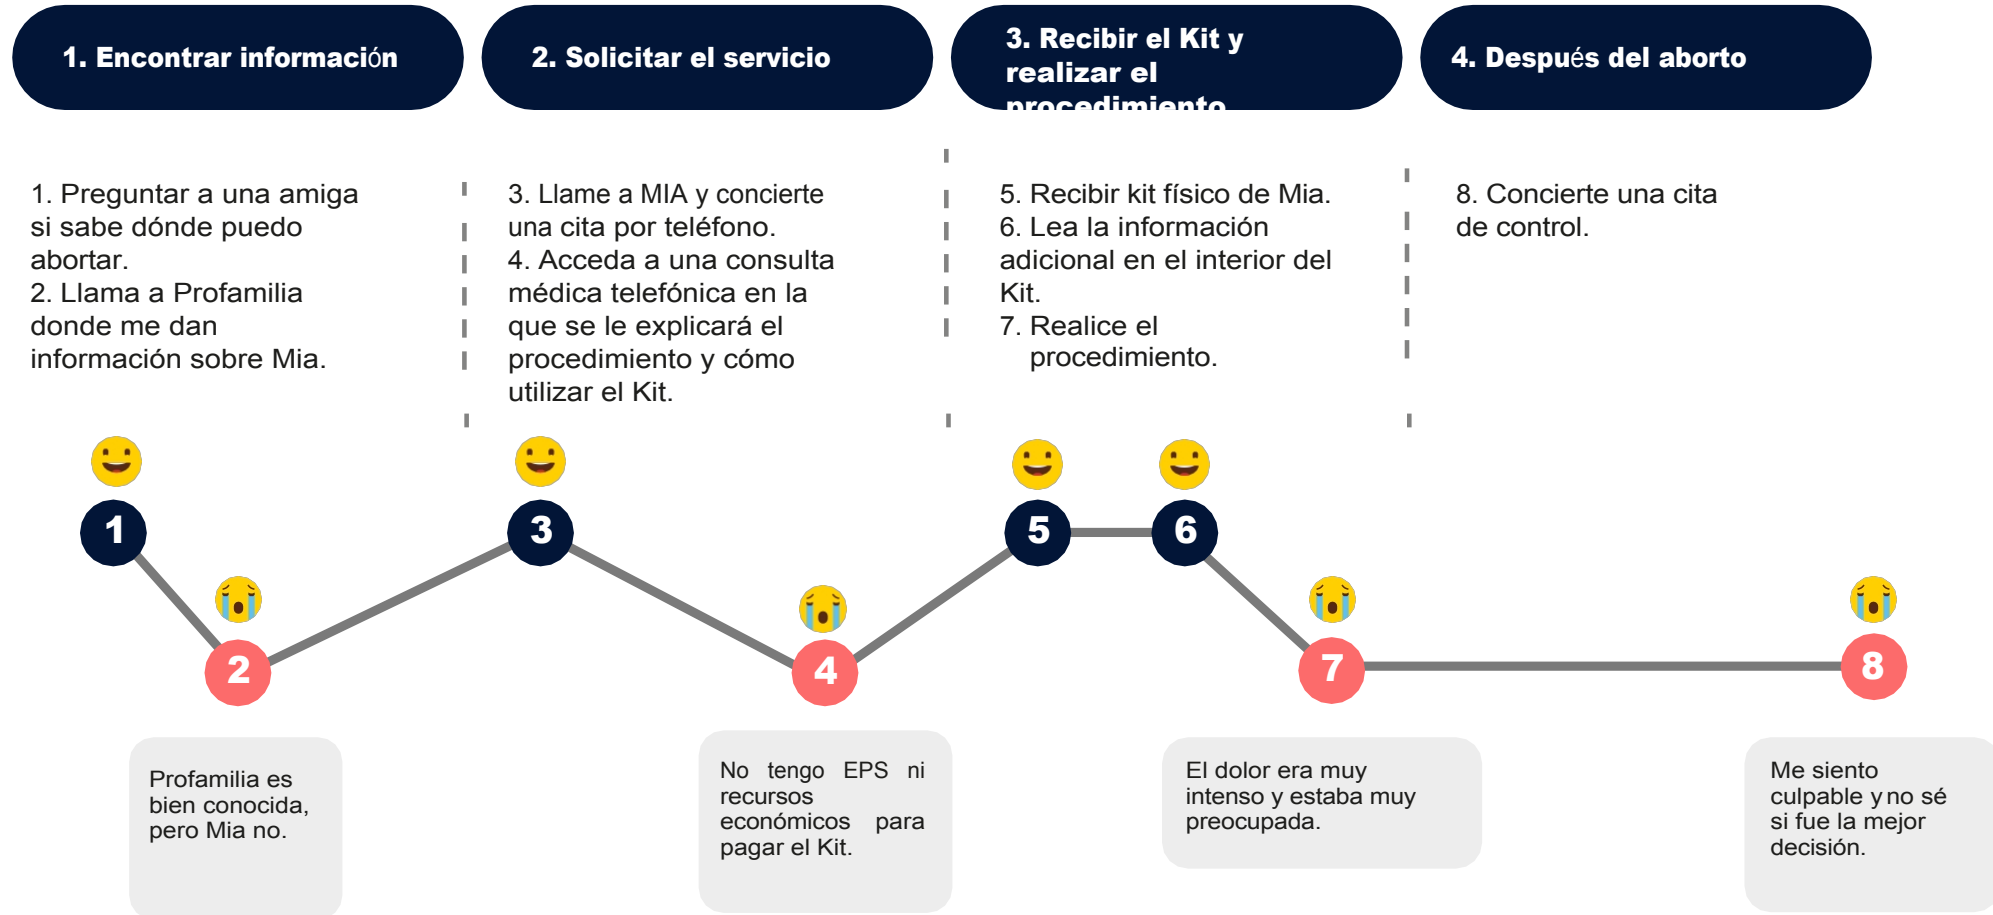 1. Encontrar información
2. Solicitar el servicio
3. Recibir el Kit y
realizar el
procedimiento
4. Después del aborto
1. Preguntar a una amiga
si sabe dónde puedo
abortar.
2. Llama a Profamilia
donde me dan
información sobre Mia.
3. Llame a MIA y concierte
una cita por teléfono.
4. Acceda a una consulta
médica telefónica en la
que se le explicará el
procedimiento y cómo
utilizar el Kit.
5. Recibir kit físico de Mia.
6. Lea la información
adicional en el interior del
Kit.
7. Realice el
procedimiento.
8. Concierte una cita
de control.
1
2
3
4
5
6
7
8
Profamilia es
bien conocida,
pero Mia no.
No tengo EPS ni
recursos
económicos para
pagar el Kit.
El dolor era muy
intenso y estaba muy
preocupada.
Me siento
culpable y no sé
si fue la mejor
decisión.